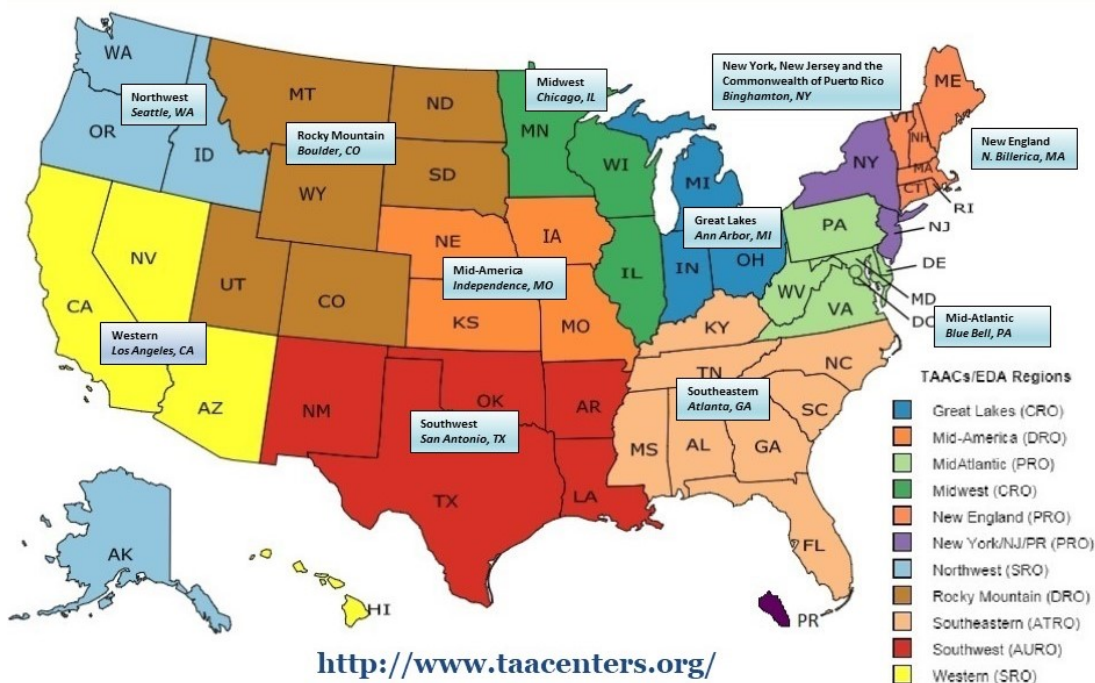 WA
MT
ND
MN
ME
Northwest
Seattle, WA
Midwest
Chicago, IL
New York, New Jersey and the
Commonwealth of Puerto Rico
Binghamton, NY
VT
NH
OR
ID
Rocky Mountain
Boulder, CO
SD
WI
NY
New England
N. Billerica, MA
MA
CT
RI
WY
MI
NJ
Great Lakes
Ann Arbor, MI
PA
NE
IA
NV
IL
IN
OH
DE
Mid-America
Independence, MO
UT
CO
CA
KS
MO
WV
VA
MD
DC
Mid-Atlantic
Blue Bell, PA
KY
Western
Los Angeles, CA
TN
NC
AZ
NM
OK
AR
Southeastern
Atlanta, GA
SC
Southwest
San Antonio, TX
MS
AL
GA
TX
LA
FL
AK
HI
PR
TAACs/EDA Regions
Great Lakes (CRO)
Mid-America (DRO)
MidAtlantic (PRO)
Midwest (CRO)
New England (PRO)
New York/NJ/PR (PRO)
Northwest (SRO)
Rocky Mountain (DRO)
Southeastern (ATRO)
Southwest (AURO)
Western (SRO)
http://www.taacenters.org/